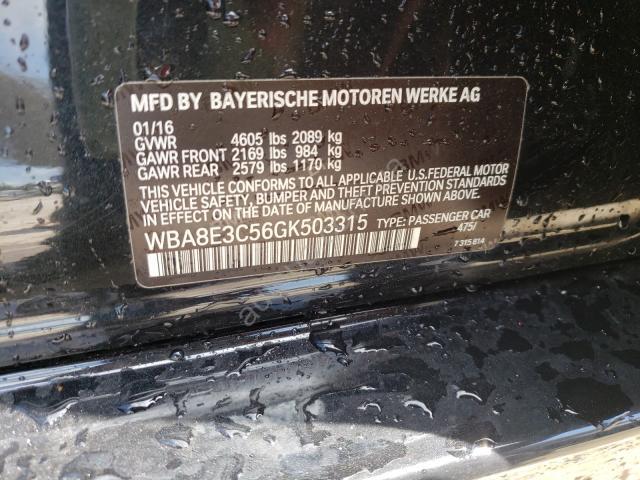 MFD BY BAYERISCHE MOTOREN WERKE AG
01/16
GVWR 4605 lbs 2089 kg
GAWR FRONT 2169 lbs 984 kg
GAWR REAR 2579 lbs 1170 kg
THIS VEHICLE CONFORMS TO ALL APPLICABLE U.S.FEDERAL MOTOR
VEHICLE SAFETY, BUMPER, AND THEFT PREVENTION STANDARDS
IN EFFECT ON THE DATE OF MANUFACTURE SHOWN ABOVE.
WBA8E3C56GK503315 TYPE: PASSENGER CAR
475/
7 315 814